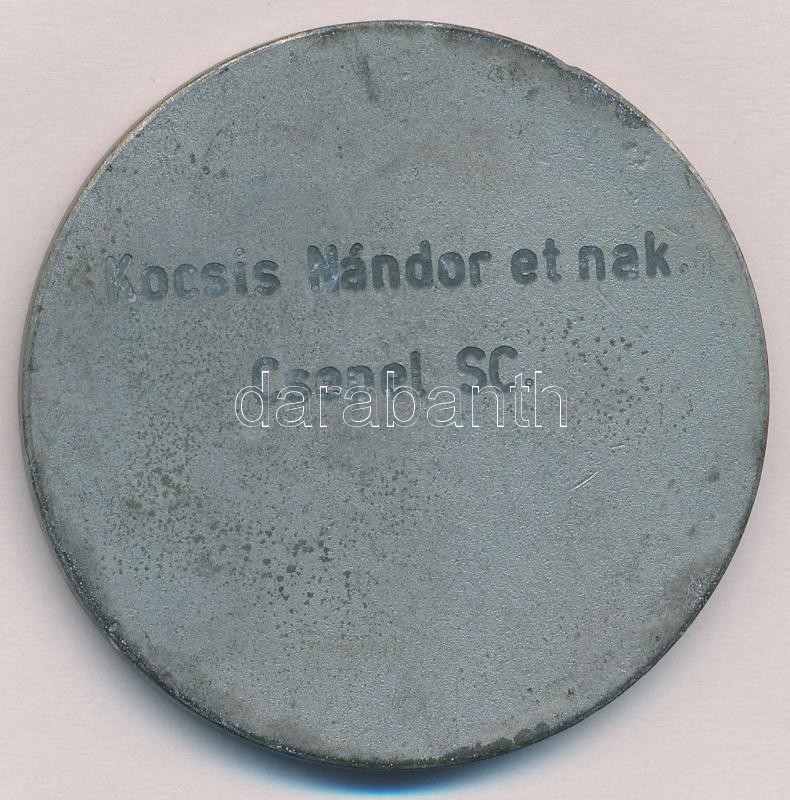 Kocsis Nándor et nak.
Csepel SC.
darabanth